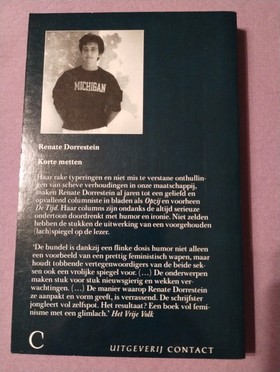 MICHIGAN
Renate Dorrestein
Korte metten
Haar rake typeringen en niet mis te verstane onthullin-
gen van scheve verhoudingen in onze maatschappij,
maken Renate Dorrestein al jaren tot een geliefd en
opvallend columniste in bladen als Opzij en voorheen
De Tijd. Haar columns zijn ondanks de altijd serieuze
ondertoon doordrenkt met humor en ironie. Niet zelden
hebben de stukken de uitwerking van een voorgehouden
(lach)spiegel op de lezer.
'De bundel is dankzij een flinke dosis humor niet alleen
een voorbeeld van een prettig feministisch wapen, maar
houdt tobbende vertegenwoordigers van de beide sek-
sen ook een vrolijke spiegel voor. (...) De onderwerpen
maken stuk voor stuk nieuwsgierig en wekken ver-
wachtingen. (...) De manier waarop Renate Dorrestein
ze aanpakt en vorm geeft, is verrassend. De schrijfster
jongleert vol zelfspot. Het resultaat? Een boek vol femi-
nisme met een glimlach.' Het Vrije Volk
C
UITGEVERIJ CONTACT